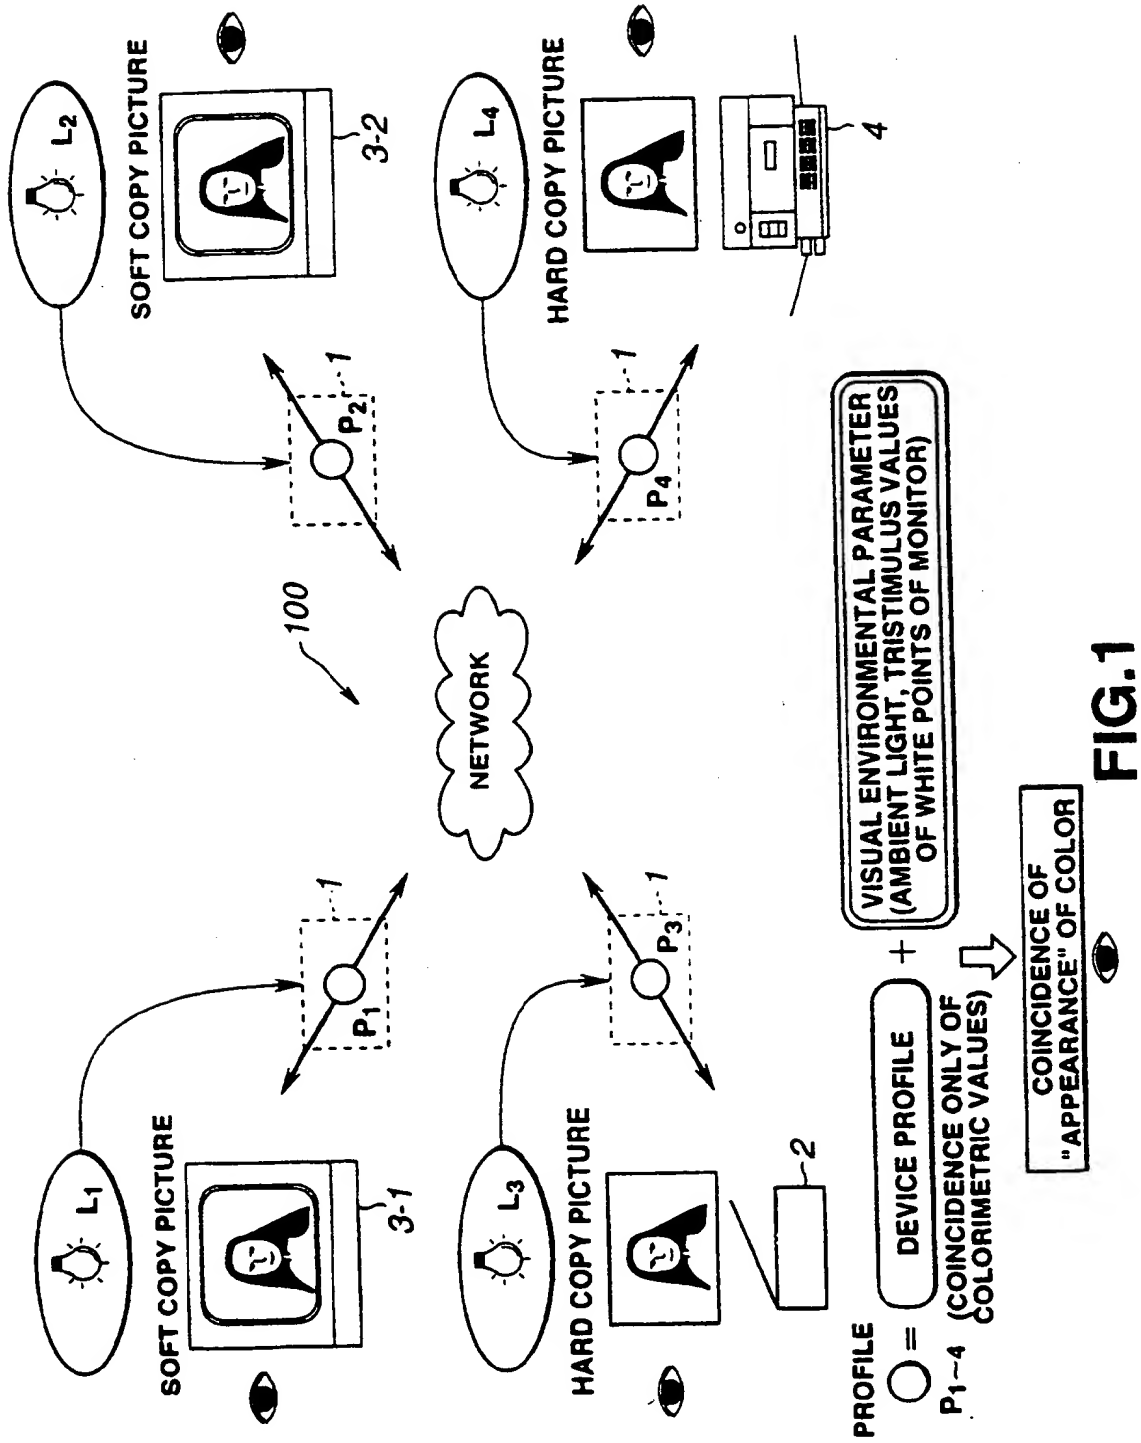 L1
SOFT COPY PICTURE
3-1
P1
1
100
NETWORK
L2
SOFT COPY PICTURE
3-2
P2
1
L3
HARD COPY PICTURE
2
P3
1
L4
HARD COPY PICTURE
4
P4
1
PROFILE
=
P1~4
DEVICE PROFILE
(COINCIDENCE ONLY OF
COLORIMETRIC VALUES)
+
VISUAL ENVIRONMENTAL PARAMETER
(AMBIENT LIGHT, TRISTIMULUS VALUES
OF WHITE POINTS OF MONITOR)
COINCIDENCE OF
"APPEARANCE" OF COLOR
FIG.1